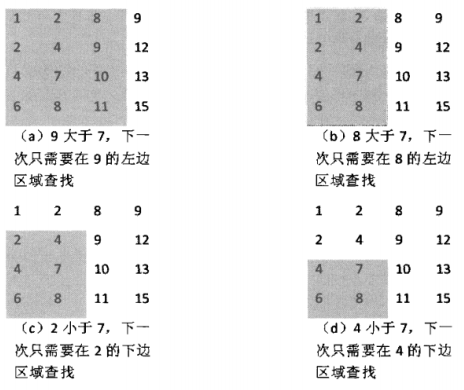 1 2 8 9
2 4 9 12
4 7 10 13
6 8 11 15
(a)9 大于 7，下一
次只需要在 9 的左边
区域查找
1 2 8 9
2 4 9 12
4 7 10 13
6 8 11 15
(b)8 大于 7，下一
次只需要在 8 的左边
区域查找
1 2 8 9
2 4 9 12
4 7 10 13
6 8 11 15
(c)2 小于 7，下一
次只需要在 2 的下边
区域查找
1 2 8 9
2 4 9 12
4 7 10 13
6 8 11 15
(d)4 小于 7，下一
次只需要在 4 的下边
区域查找